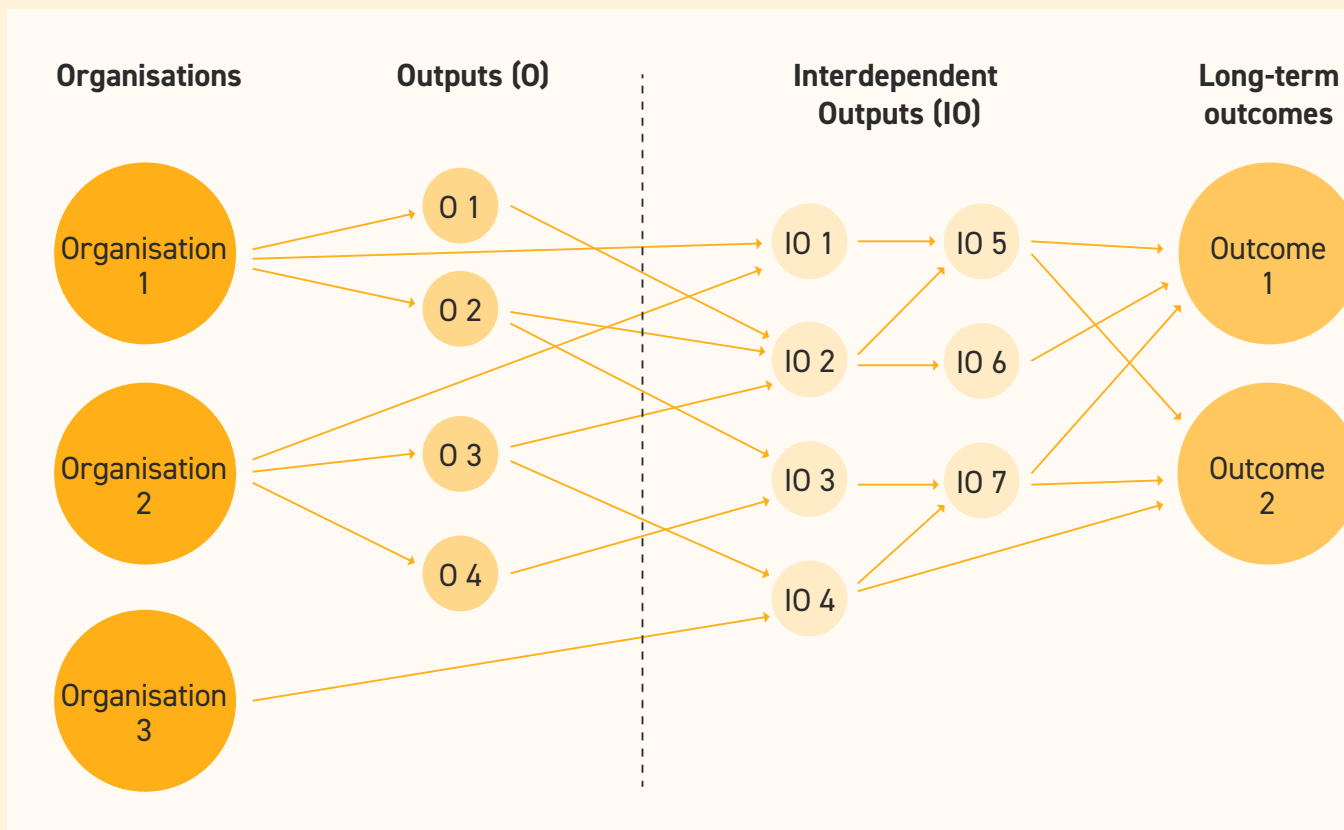 Organisations
Outputs (O)
Interdependent
Outputs (IO)
Long-term
outcomes
Organisation
1
Organisation
2
Organisation
3
O 1
O 2
O 3
O 4
IO 1
IO 2
IO 3
IO 4
IO 5
IO 6
IO 7
Outcome
1
Outcome
2